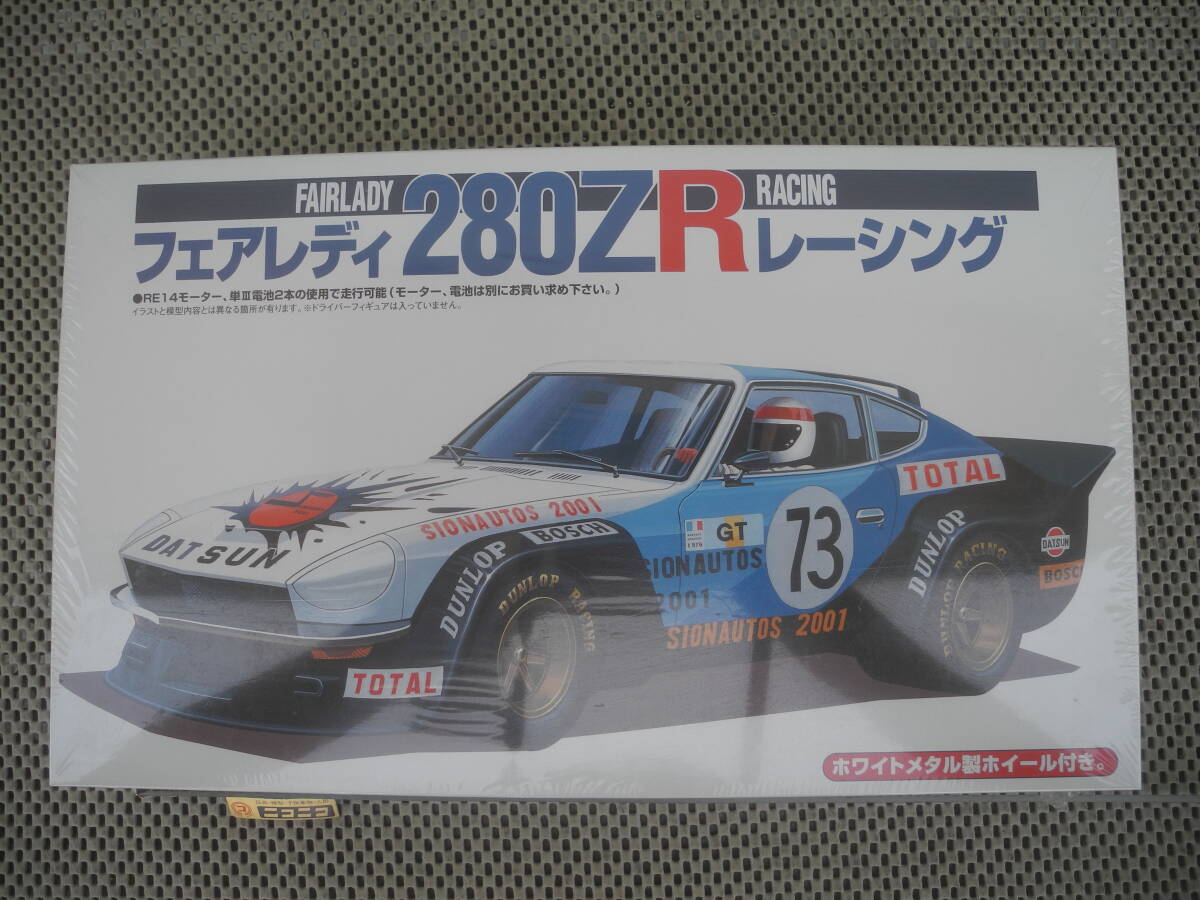 FAIRLADY 280ZR RACING
フェアレディ レーシング
●RE14モーター、単Ⅲ電池2本の使用で走行可能(モーター、電池は別にお買い求め下さい。)
イラストと模型内容とは異なる箇所が有ります。※ドライバーフィギュアは入っていません。
TOTAL
SIONAUTOS 2001
BOSCH
DATSUN
DUNLOP
DUNLOP RACING
GT
73
SIONAUTOS
2001
SIONAUTOS 2001
DUNLOP
DUNLOP RACING
DATSUN
BOSC
TOTAL
ホワイトメタル製ホイール付き。
ニコニコ